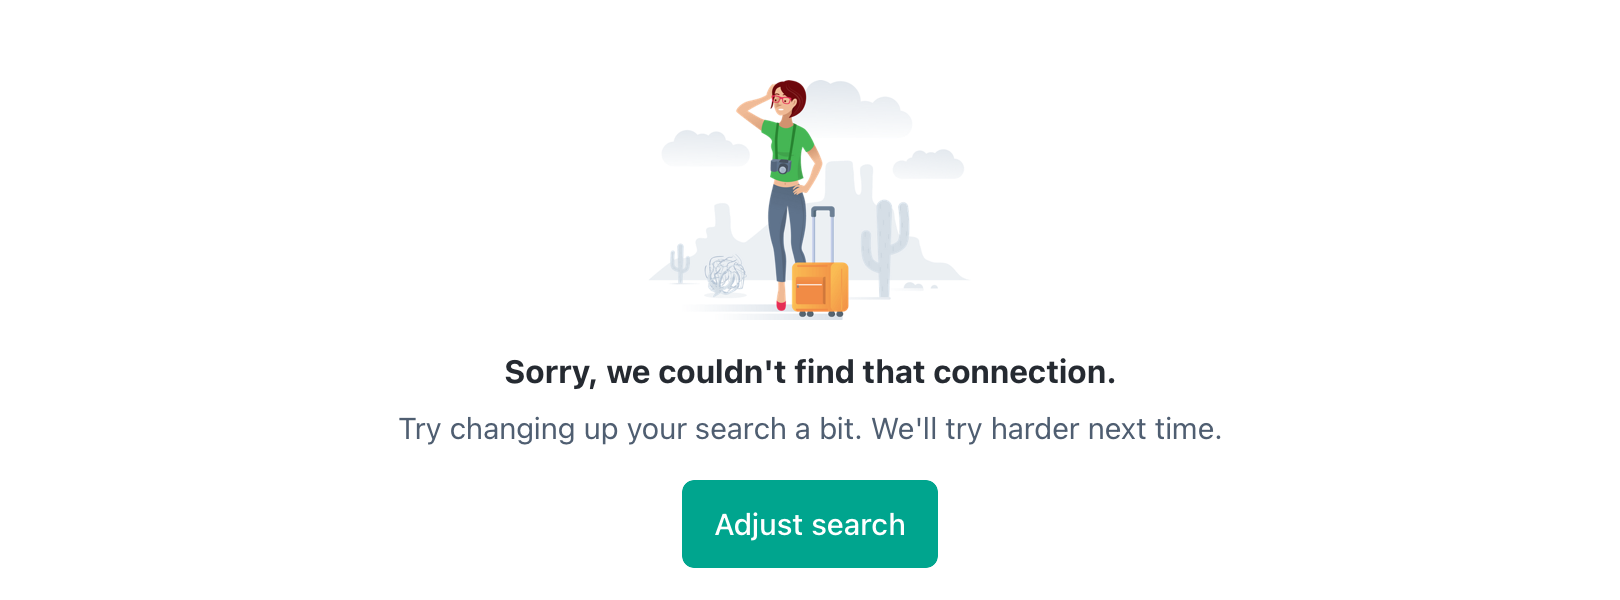 Sorry, we couldn't find that connection.
Try changing up your search a bit. We'll try harder next time.
Adjust search